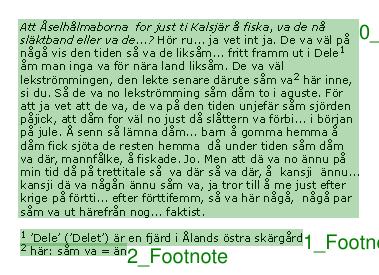 Att Åselhålmaborna for just ti Kalsjär å fiska, va de nå
släktband eller va de...? Hör ru... ja vet int ja. De va väl på
någå vis den tiden så va de liksåm... fritt framm ut i Dele¹
åm man inga va för nära land liksåm. De va väl
lekströmmingen, den lekte senare därute såm va² här inne,
si du. Så de va no lekströmming såm dåm to i aguste. För
att ja vet att de va, de va på den tiden unjefär såm sjörden
påjick, att dåm for väl no just då slåttern va förbi... i början
på jule. Å senn så lämna dåm... barn å gomma hemma å
dåm fick sjöta de resten hemma då under tiden såm dåm
va där, mannfålke, å fiskade. Jo. Men att dä va no ännu på
min tid då på trettitale så va där så va där, å kansji ännu...
kansji dä va någån ännu såm va, ja tror till å me just efter
krige på förtti... efter förttifemm, så va här någå, någå par
såm va ut härefrån nog... faktist.
¹ 'Dele' ('Delet') är en fjärd i Ålands östra skärgård
² här: såm va = än
0_
1_Footno
2_Footnote